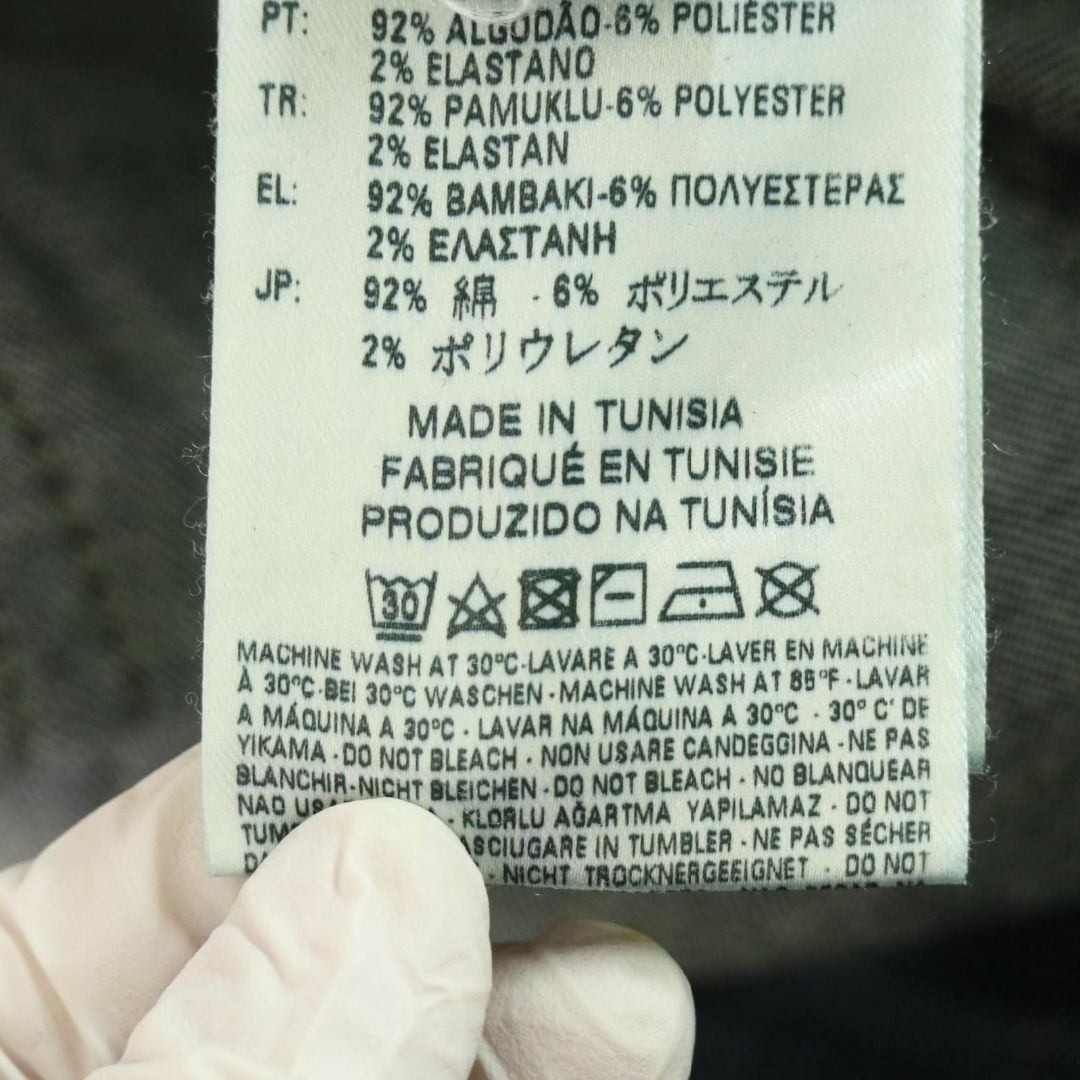 PT: 92% ALGODÃO-6% POLIÉSTER
2% ELASTANO
TR: 92% PAMUKLU-6% POLYESTER
2% ELASTAN
EL: 92% BAMBAKI-6% ΠΟΛΥΕΣΤΕΡΑΣ
2% ΕΛΑΣΤΑΝΗ
JP: 92% 綿 - 6% ポリエステル
2% ポリウレタン
MADE IN TUNISIA
FABRIQUÉ EN TUNISIE
PRODUZIDO NA TUNÍSIA
30
MACHINE WASH AT 30°C-LAVARE A 30°C-LAVER EN MACHINE
À 30°C-BEI 30°C WASCHEN-MACHINE WASH AT 85°F-LAVAR
A MÁQUINA A 30°C - LAVAR NA MÁQUINA A 30°C - 30° C' DE
YIKAMA -DO NOT BLEACH - NON USARE CANDEGGINA -NE PAS
BLANCHIR-NICHT BLEICHEN-DO NOT BLEACH - NO BLANQUEAR
NAO - KLORLU AĞARTMA YAPILAMAZ - DO NOT
IN TUMBLER - NE PAS SÉCHER
- NICHT TROCKNERGEEIGNET - DO NOT